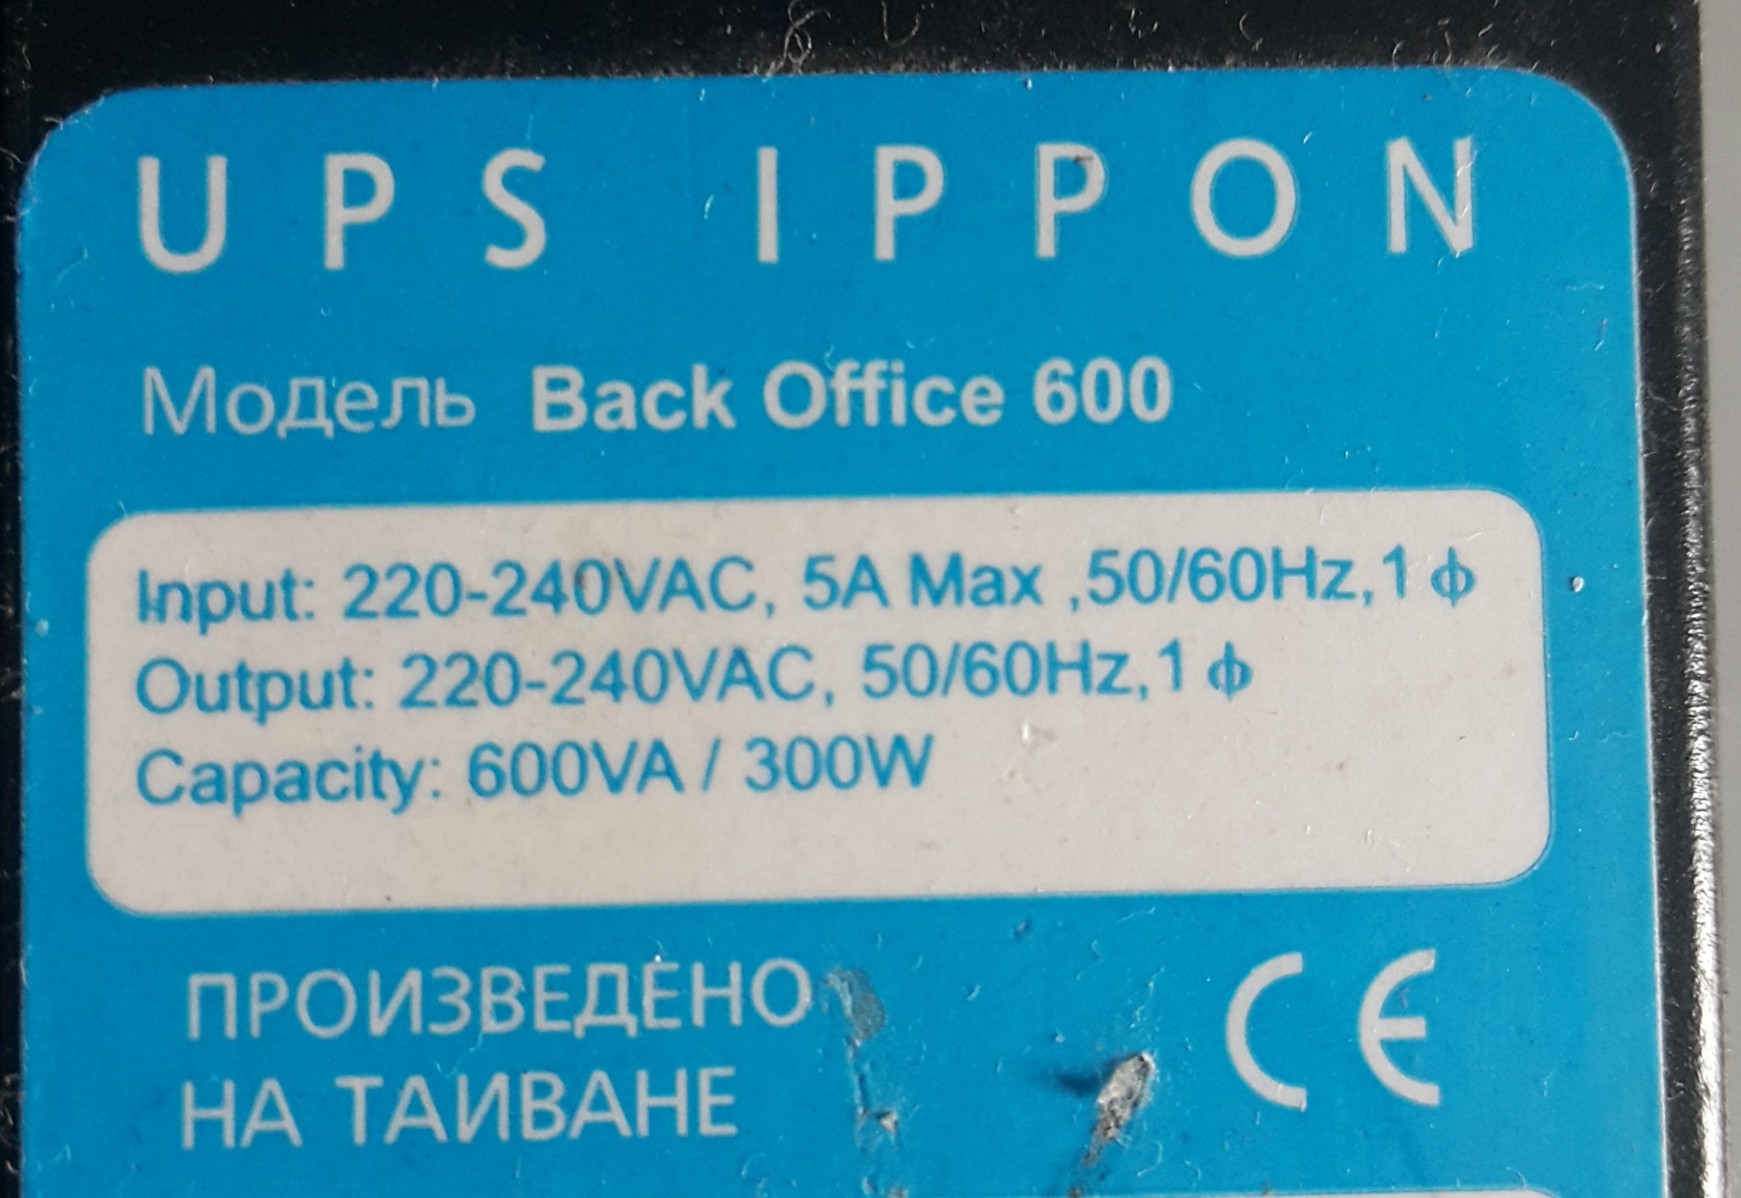 UPS IPPON
Модель Back Office 600
Input: 220-240VAC, 5A Max ,50/60Hz,1 ф
Output: 220-240VAC, 50/60Hz,1 ф
Capacity: 600VA / 300W
ПРОИЗВЕДЕНО
НА ТАИВАНЕ
CE